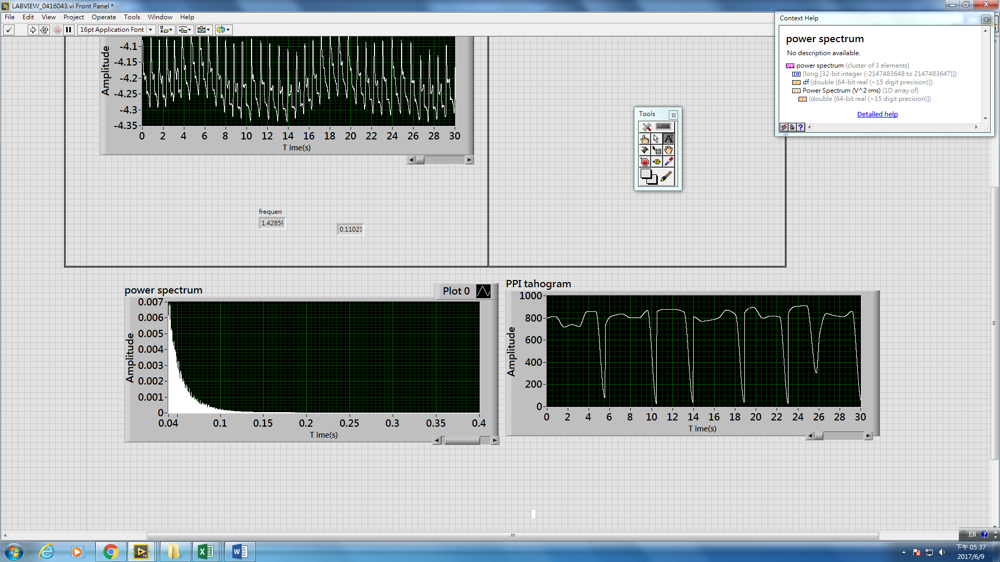 LABVIEW_0416043.vi Front Panel *
File Edit View Project Operate Tools Window Help
16pt Application Font
Context Help
power spectrum
No description available.
power spectrum (cluster of 3 elements)
(long [32-bit integer (-2147483648 to 2147483647)])
df (double [64-bit real (~15 digit precision)])
Power Spectrum (V^2 rms) (1D array of)
(double [64-bit real (~15 digit precision)])
Detailed help
Amplitude
-4.1
-4.15
-4.2
-4.25
-4.3
-4.35
0 2 4 6 8 10 12 14 16 18 20 22 24 26 28 30
T ime(s)
Tools
frequen
1.42859
0.11021
power spectrum
Plot 0
Amplitude
0.007
0.006
0.005
0.004
0.003
0.002
0.001
0
0.04 0.1 0.15 0.2 0.25 0.3 0.35 0.4
T ime(s)
PPI tahogram
Amplitude
1000
800
600
400
200
0
0 2 4 6 8 10 12 14 16 18 20 22 24 26 28 30
T ime(s)
EN
下午 05:37
2017/6/9